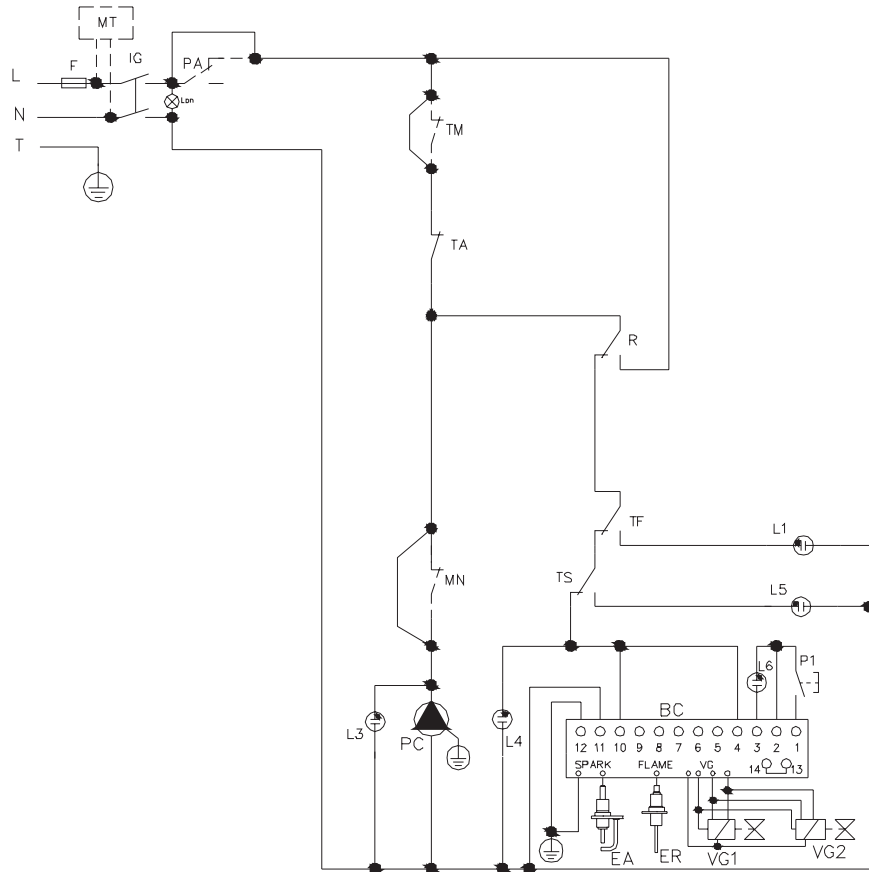 MT
F
IG
PA
L
Lon
N
TM
T
TA
R
TF
L1
MN
TS
L5
L6
P1
BC
L3
PC
L4
12 11 10 9 8 7 6 5 4 3 2 1
SPARK FLAME VG 14 13
EA ER VG1 VG2